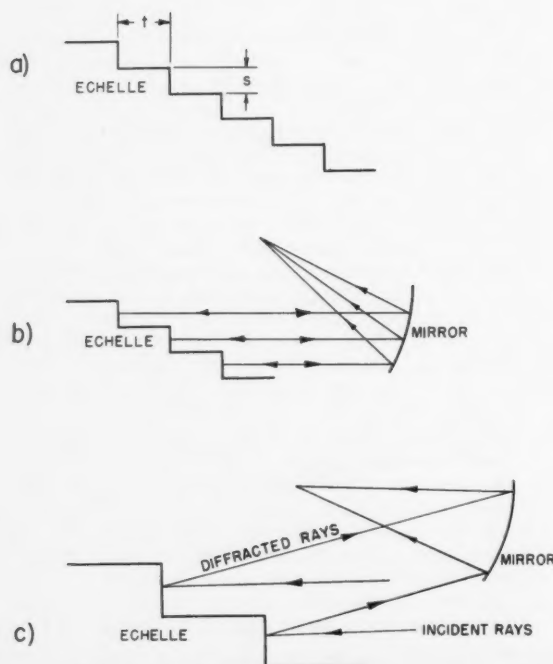 a)
t
s
ECHELLE
b)
ECHELLE
MIRROR
DIFFRACTED RAYS
MIRROR
c)
ECHELLE
INCIDENT RAYS